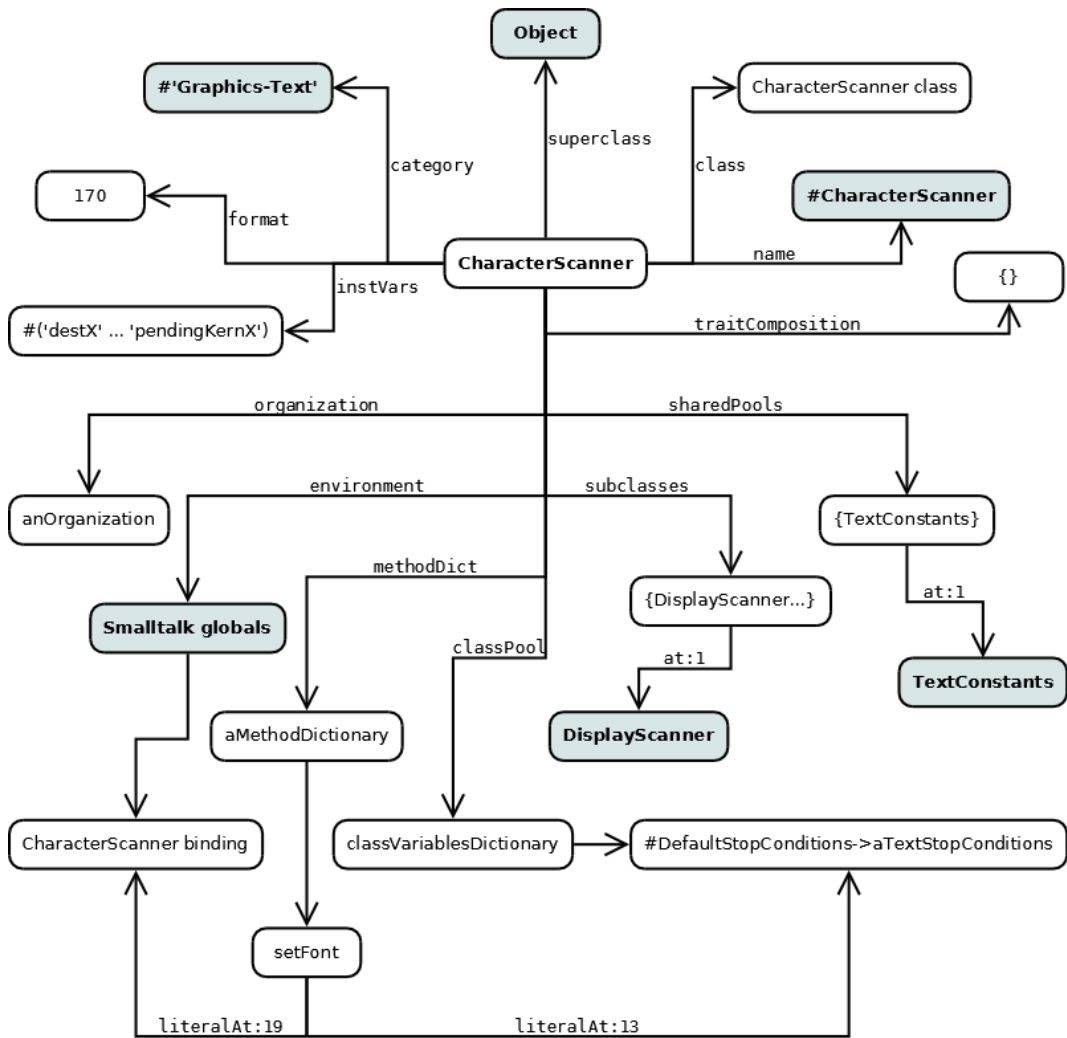 Object
#'Graphics-Text'
CharacterScanner class
superclass
category
class
170
#CharacterScanner
format
name
CharacterScanner
{}
instVars
#('destX' ... 'pendingKernX')
traitComposition
organization
sharedPools
environment
subclasses
anOrganization
{TextConstants}
methodDict
{DisplayScanner...}
at:1
Smalltalk globals
classPool
at:1
TextConstants
aMethodDictionary
DisplayScanner
CharacterScanner binding
classVariablesDictionary
#DefaultStopConditions->aTextStopConditions
setFont
literalAt:19
literalAt:13